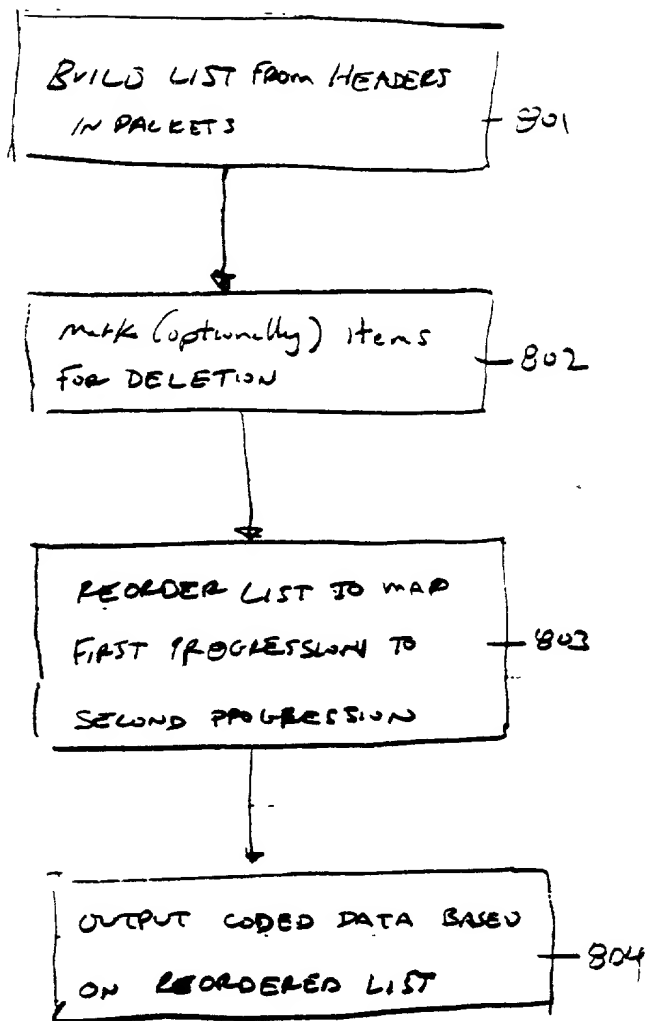 BUILD LIST FROM HEADERS
IN PACKETS
801
mark (optionally) items
FOR DELETION
802
REORDER LIST TO MAP
FIRST PROGRESSION TO
SECOND PROGRESSION
803
OUTPUT CODED DATA BASED
ON REORDERED LIST
804